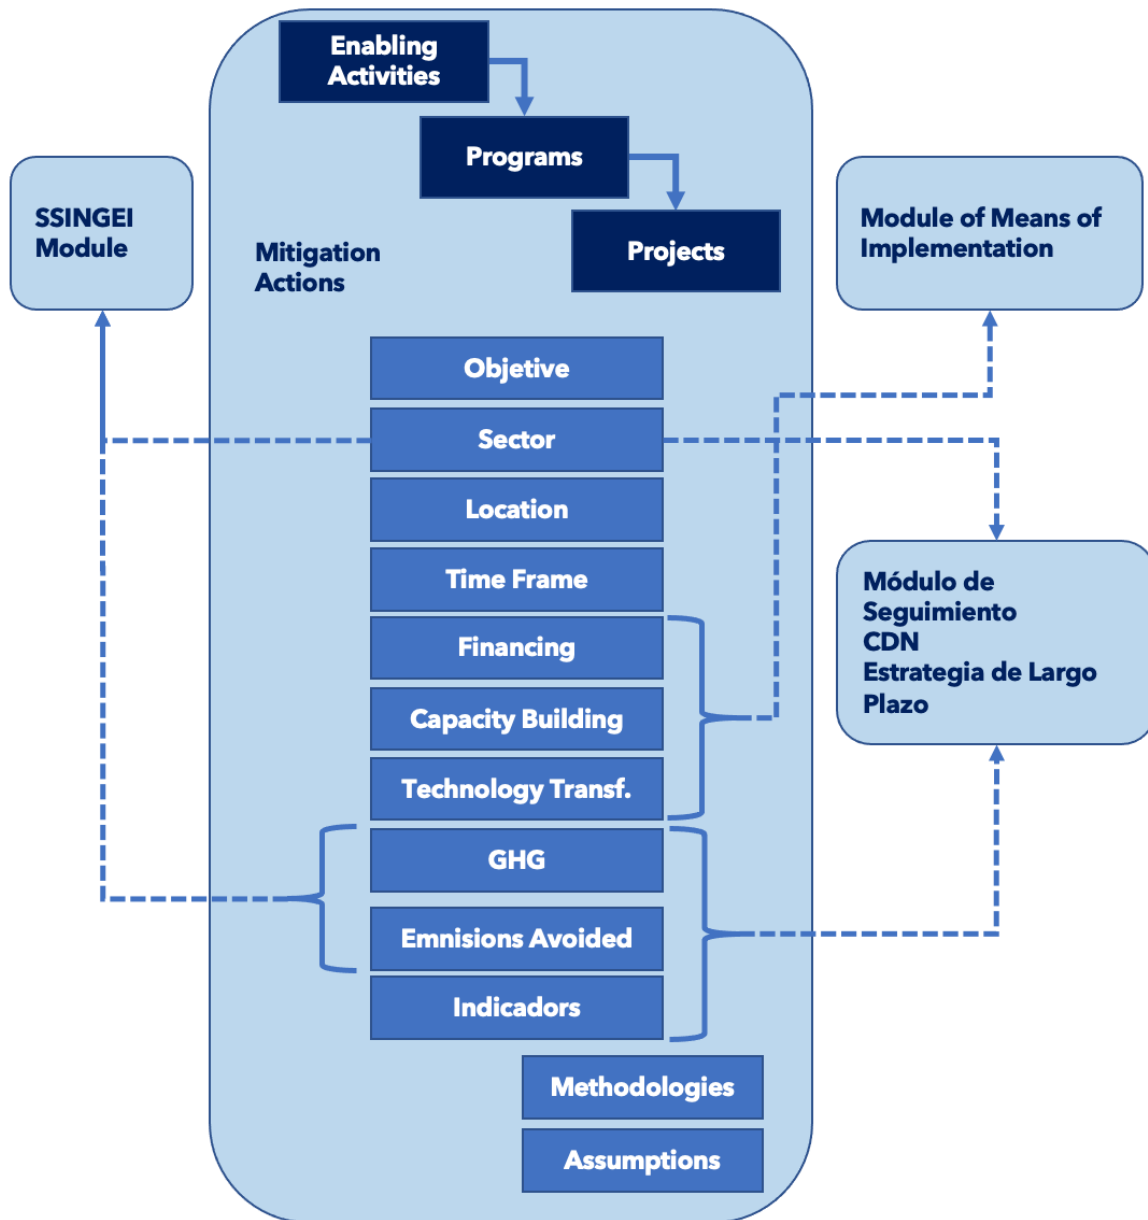 Enabling
Activities
Programs
Projects
SSINGEI
Module
Mitigation
Actions
Module of Means of
Implementation
Objetive
Sector
Location
Time Frame
Financing
Capacity Building
Technology Transf.
GHG
Emnisions Avoided
Indicadors
Methodologies
Assumptions
Módulo de
Seguimiento
CDN
Estrategia de Largo
Plazo